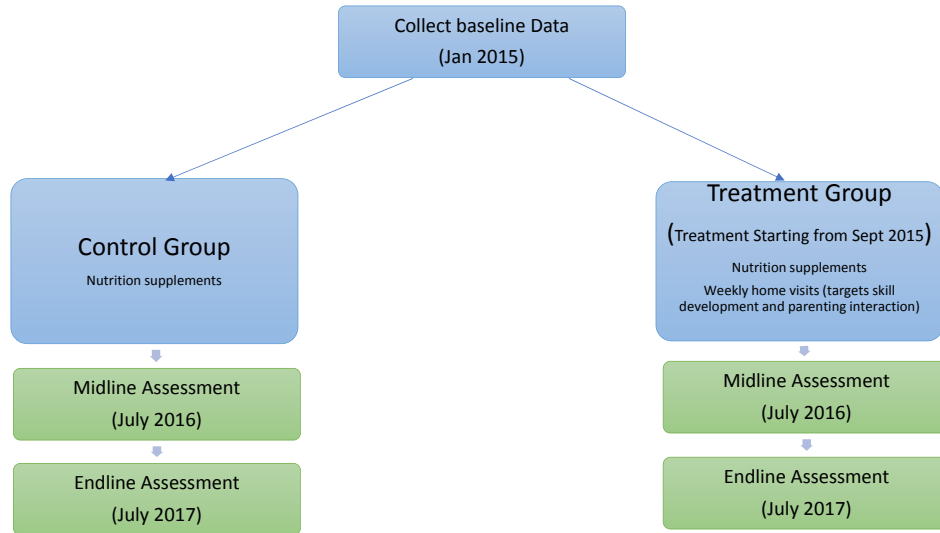 Collect baseline Data
(Jan 2015)
Control Group
Nutrition supplements
Treatment Group
(Treatment Starting from Sept 2015)
Nutrition supplements
Weekly home visits (targets skill
development and parenting interaction)
Midline Assessment
(July 2016)
Midline Assessment
(July 2016)
Endline Assessment
(July 2017)
Endline Assessment
(July 2017)